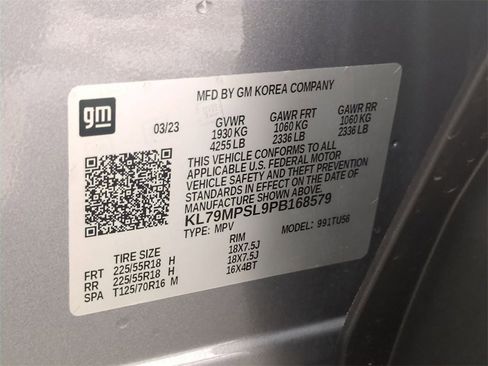 MFD BY GM KOREA COMPANY
gm
03/23 GVWR GAWR FRT GAWR RR
1930 KG 1060 KG 1060 KG
4255 LB 2336 LB 2336 LB
THIS VEHICLE CONFORMS TO ALL
APPLICABLE U.S. FEDERAL MOTOR
VEHICLE SAFETY AND THEFT PREVENTION
STANDARDS IN EFFECT ON THE DATE OF
MANUFACTURE SHOWN ABOVE.
KL79MPSL9PB168579
TYPE: MPV MODEL: 991TU56
TIRE SIZE RIM
FRT 225/55R18 H 18X7.5J
RR 225/55R18 H 18X7.5J
SPA T125/70R16 M 16X4BT